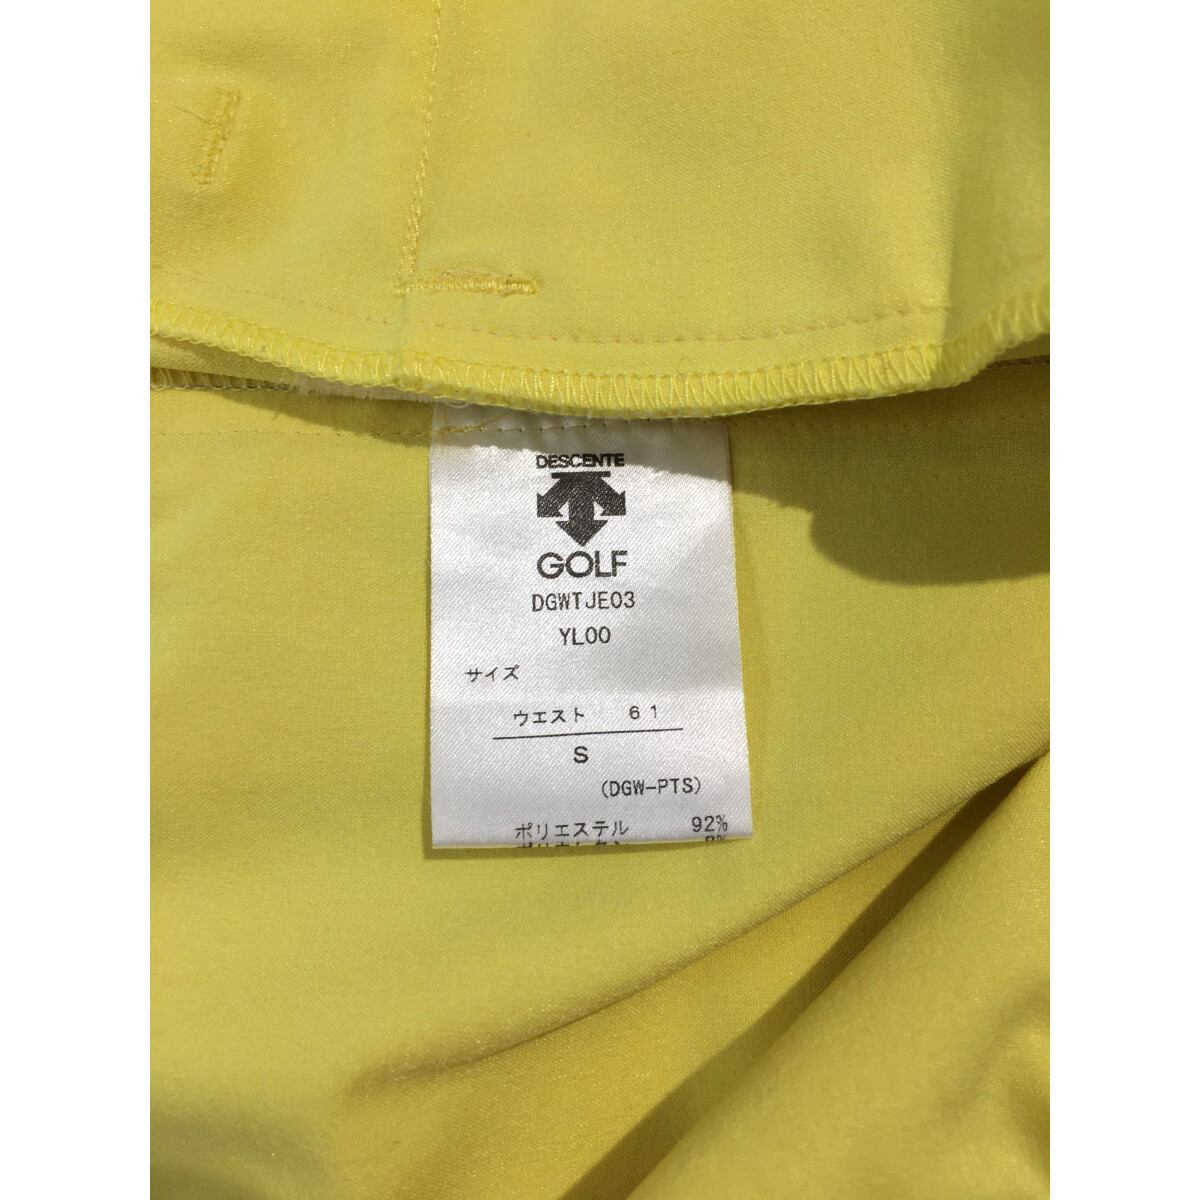 DESCENTE
GOLF
DGWTJE03
YL00
サイズ
ウエスト 61
S
(DGW-PTS)
ポリエステル 92%